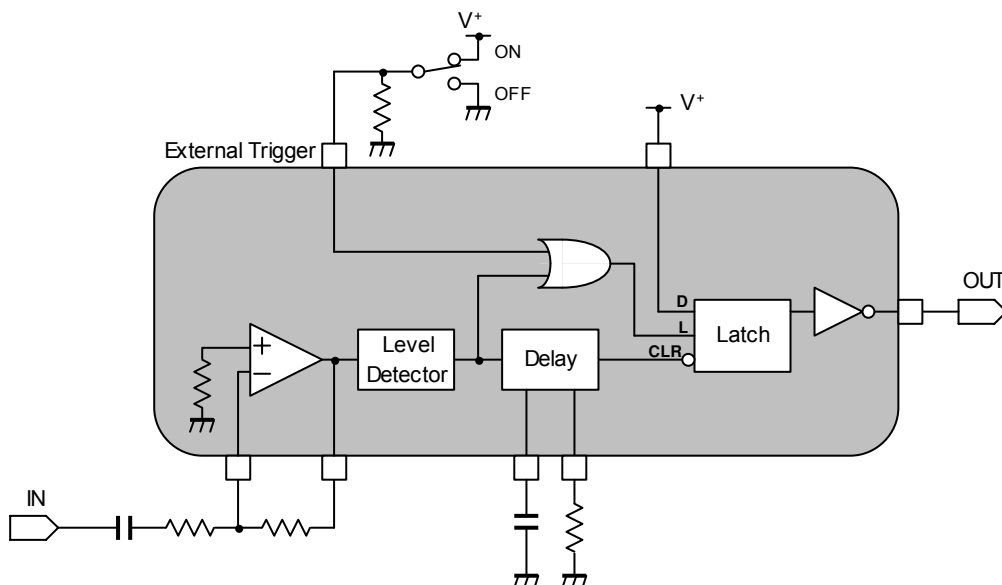 V+
ON
OFF
External Trigger
V+
OUT
D
L
CLR
Latch
Level
Detector
Delay
+
−
IN